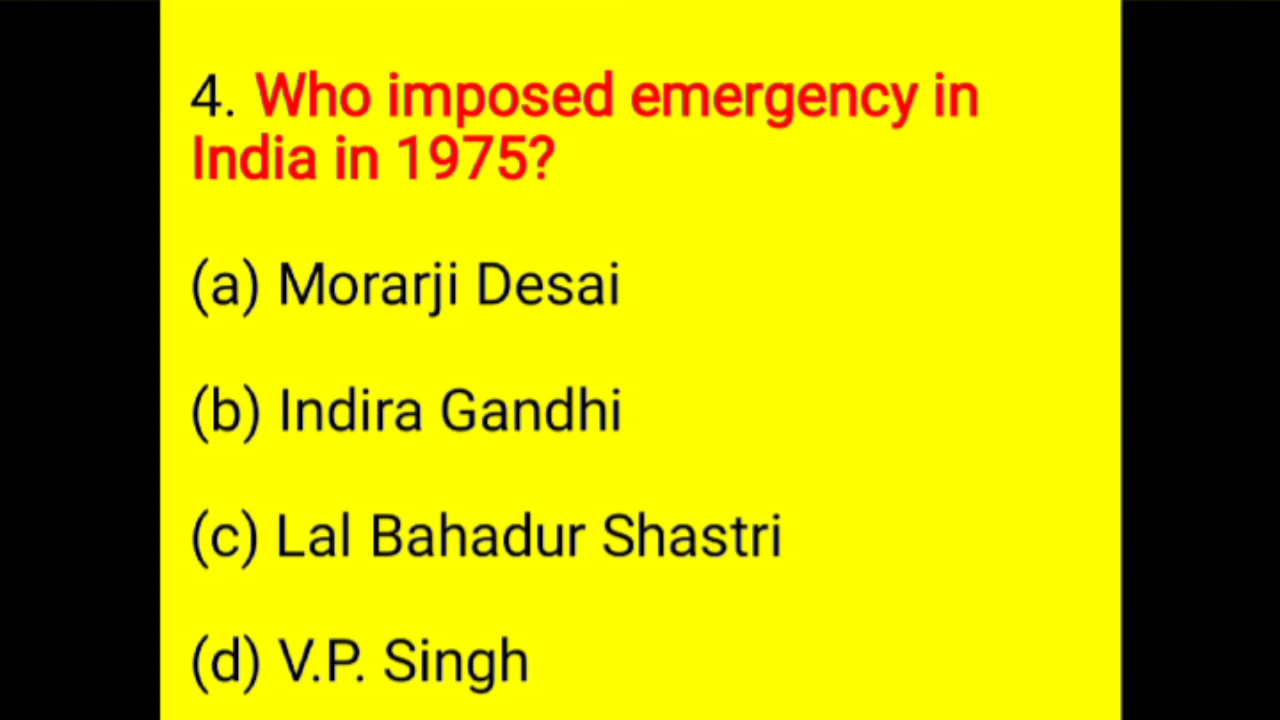 4. Who imposed emergency in
India in 1975?
(a) Morarji Desai
(b) Indira Gandhi
(c) Lal Bahadur Shastri
(d) V.P. Singh